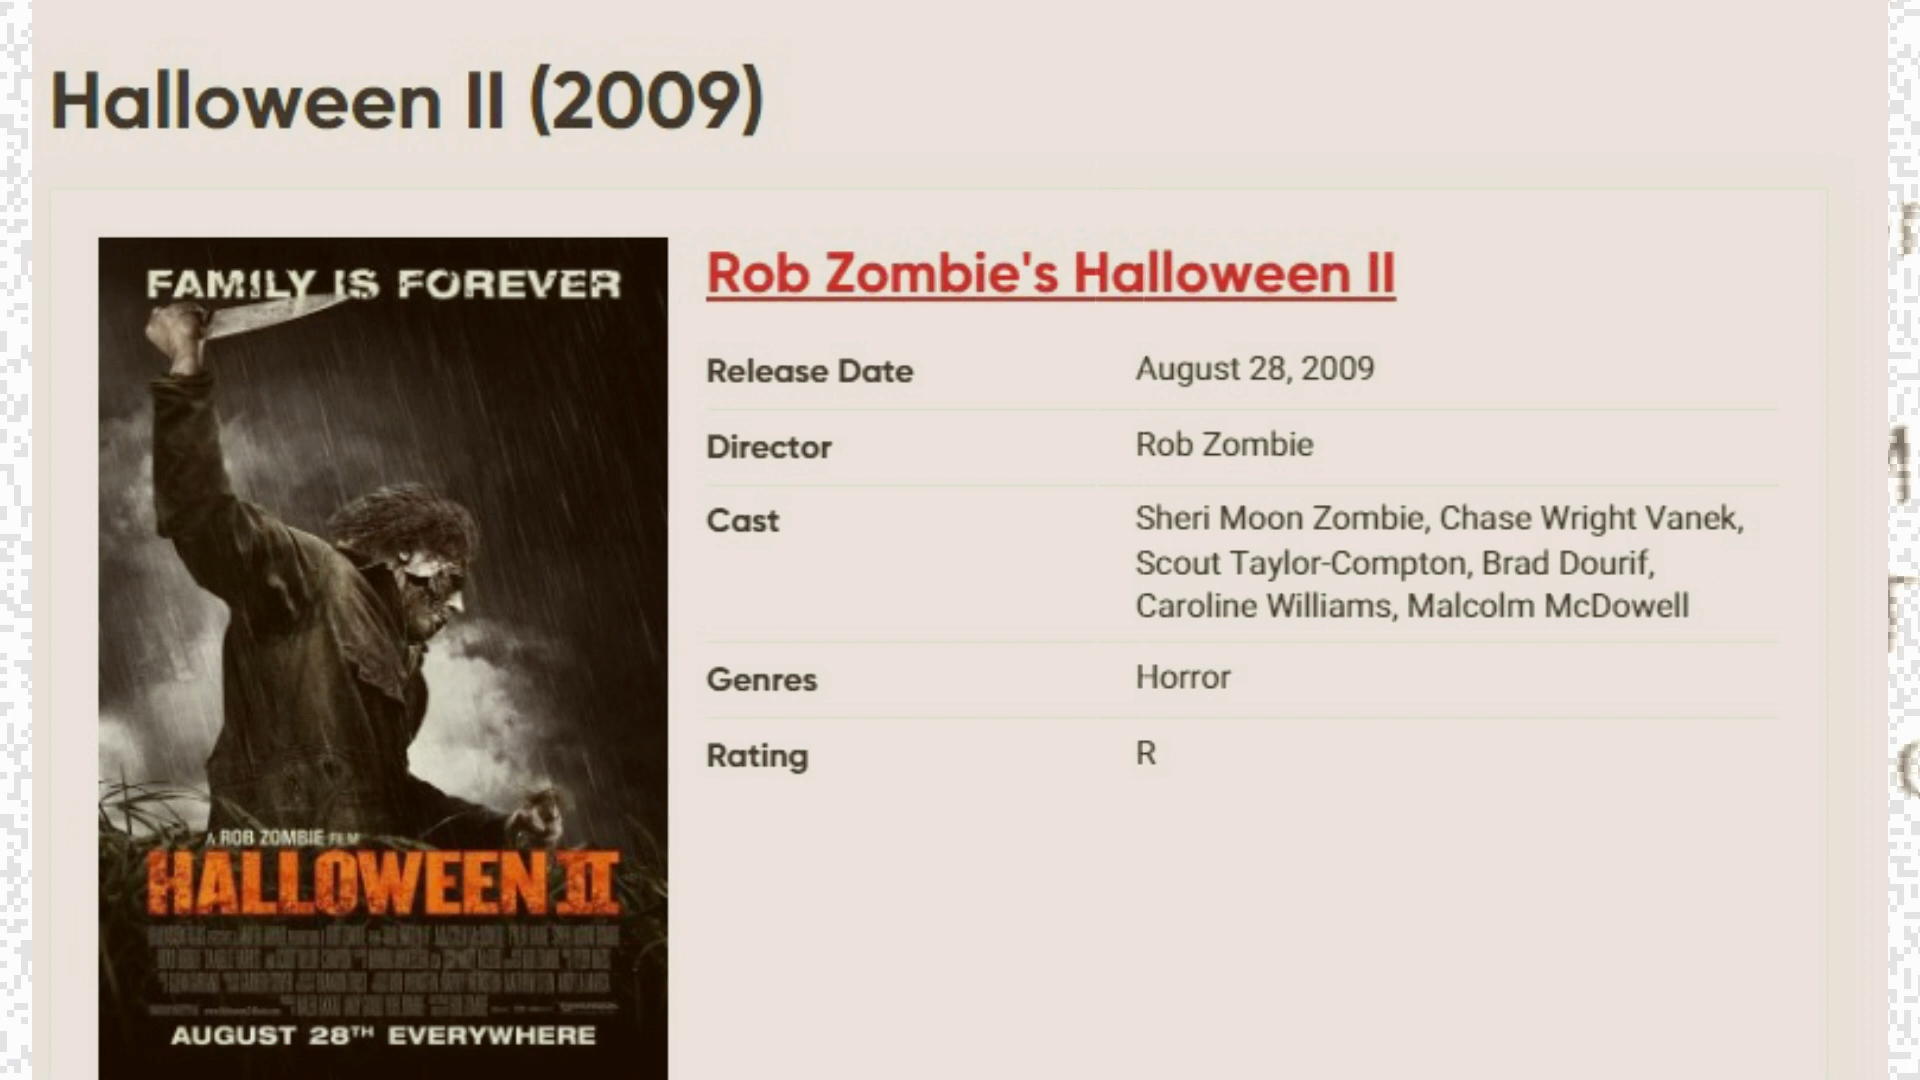 Halloween II (2009)
FAMILY IS FOREVER
A ROB ZOMBIE FILM
HALLOWEEN II
AUGUST 28TH EVERYWHERE
Rob Zombie's Halloween II
Release Date August 28, 2009
Director Rob Zombie
Cast Sheri Moon Zombie, Chase Wright Vanek,
Scout Taylor-Compton, Brad Dourif,
Caroline Williams, Malcolm McDowell
Genres Horror
Rating R